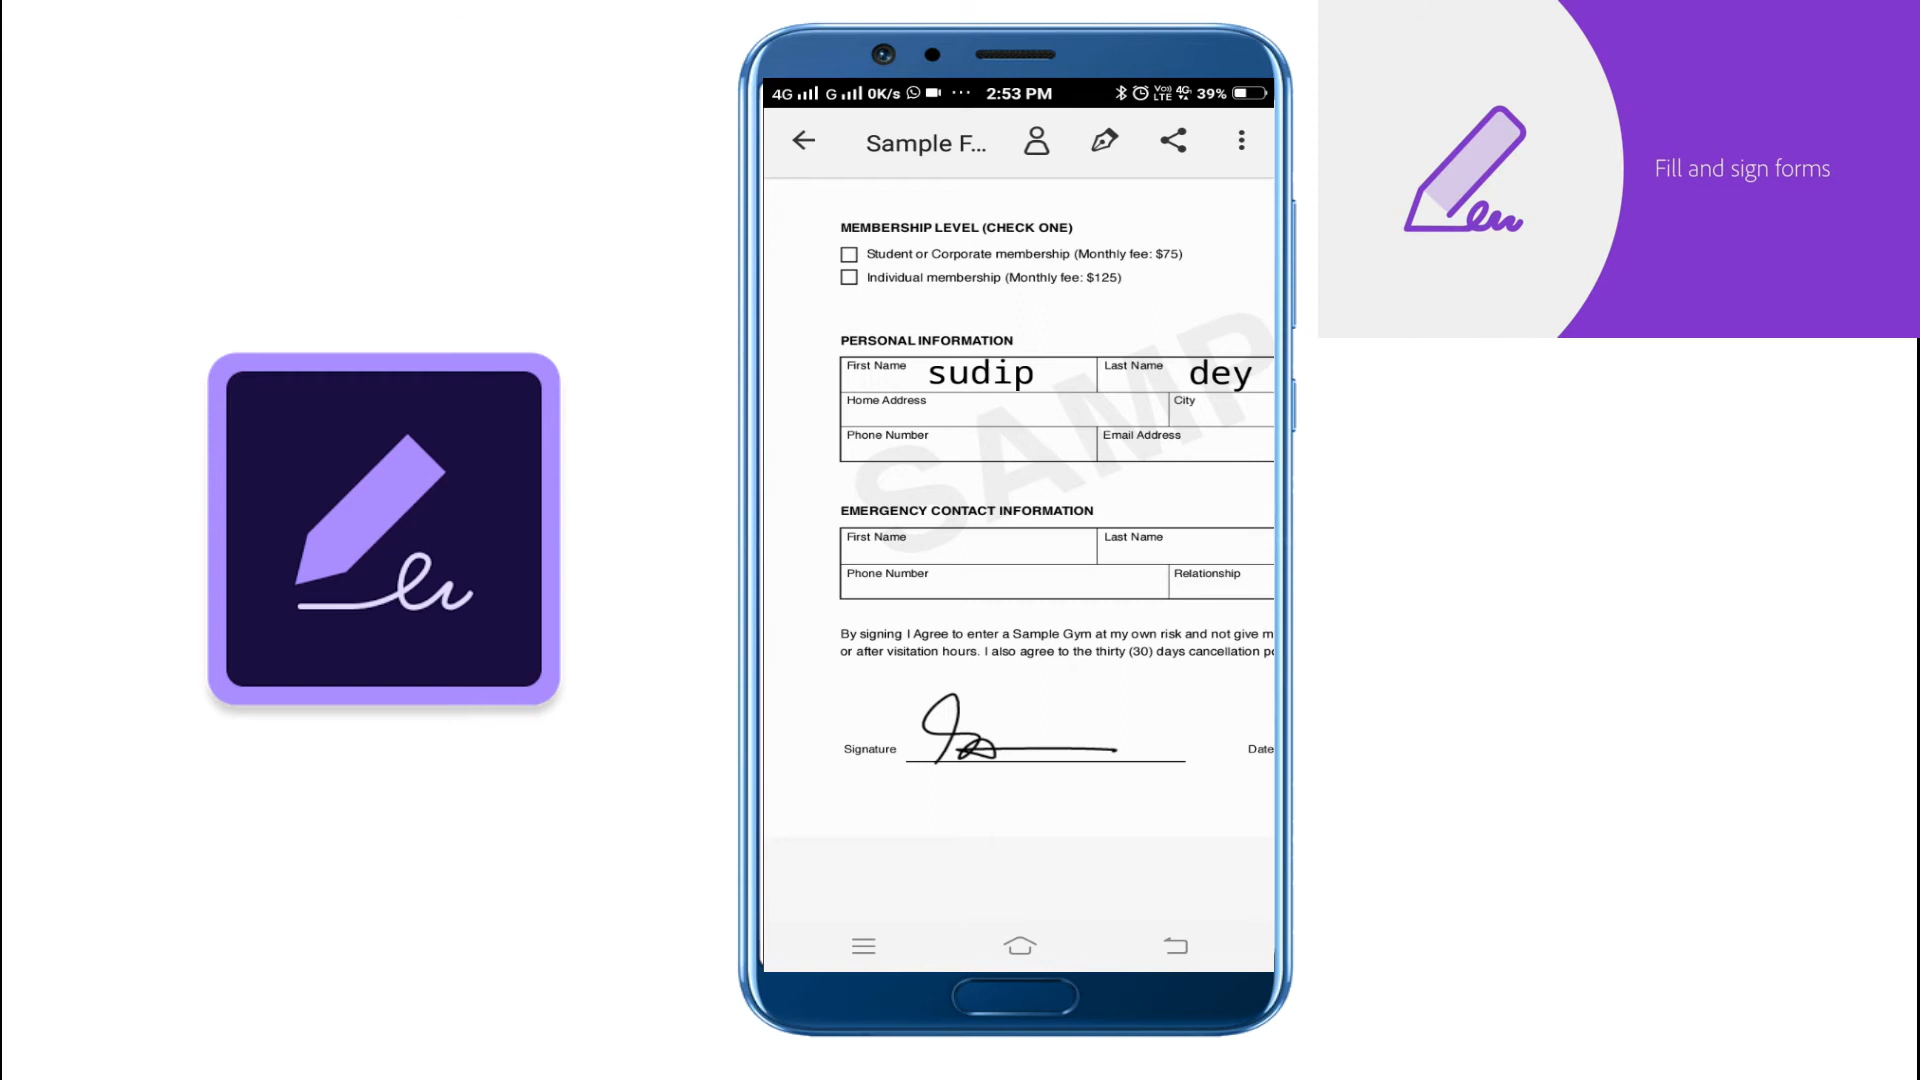 4G G 0K/s ... 2:53 PM VoLTE 4G 39%
Sample F...
Fill and sign forms
MEMBERSHIP LEVEL (CHECK ONE)
Student or Corporate membership (Monthly fee: $75)
Individual membership (Monthly fee: $125)
PERSONAL INFORMATION
First Name sudip Last Name dey
Home Address City
Phone Number Email Address
SAMP
EMERGENCY CONTACT INFORMATION
First Name Last Name
Phone Number Relationship
By signing I Agree to enter a Sample Gym at my own risk and not give m
or after visitation hours. I also agree to the thirty (30) days cancellation
Signature Date